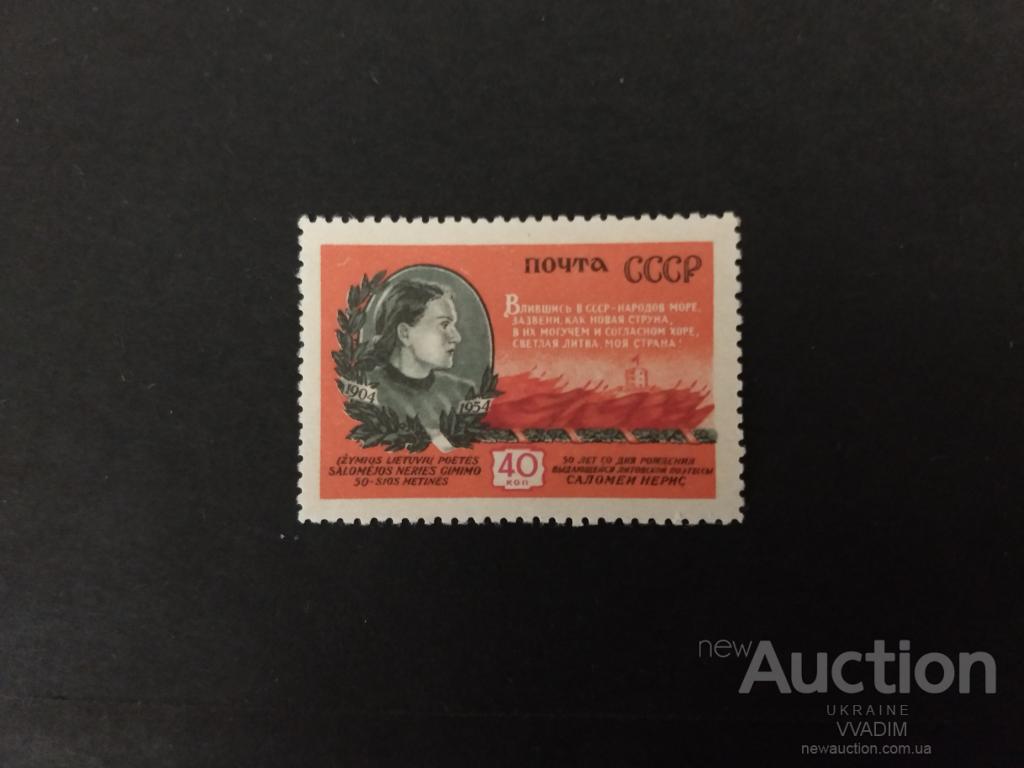 ПОЧТА СССР
ВЛИВШИСЬ В СССР - НАРОДОВ МОРЕ,
ЗАЗВЕНИ, КАК НОВАЯ СТРУНА,
В ИХ МОГУЧЕМ И СОГЛАСНОМ ХОРЕ,
СВЕТЛАЯ ЛИТВА, МОЯ СТРАНА!
1904
1954
ĮŽYMIOS LIETUVIŲ POETĖS
SALOMĖJOS NĖRIES GIMIMO
50-SIOS METINĖS
40
КОП
50 ЛЕТ СО ДНЯ РОЖДЕНИЯ
ВЫДАЮЩЕЙСЯ ЛИТОВСКОЙ ПОЭТЕССЫ
САЛОМЕИ НЕРИС
new Auction
UKRAINE
VVADIM
newauction.com.ua